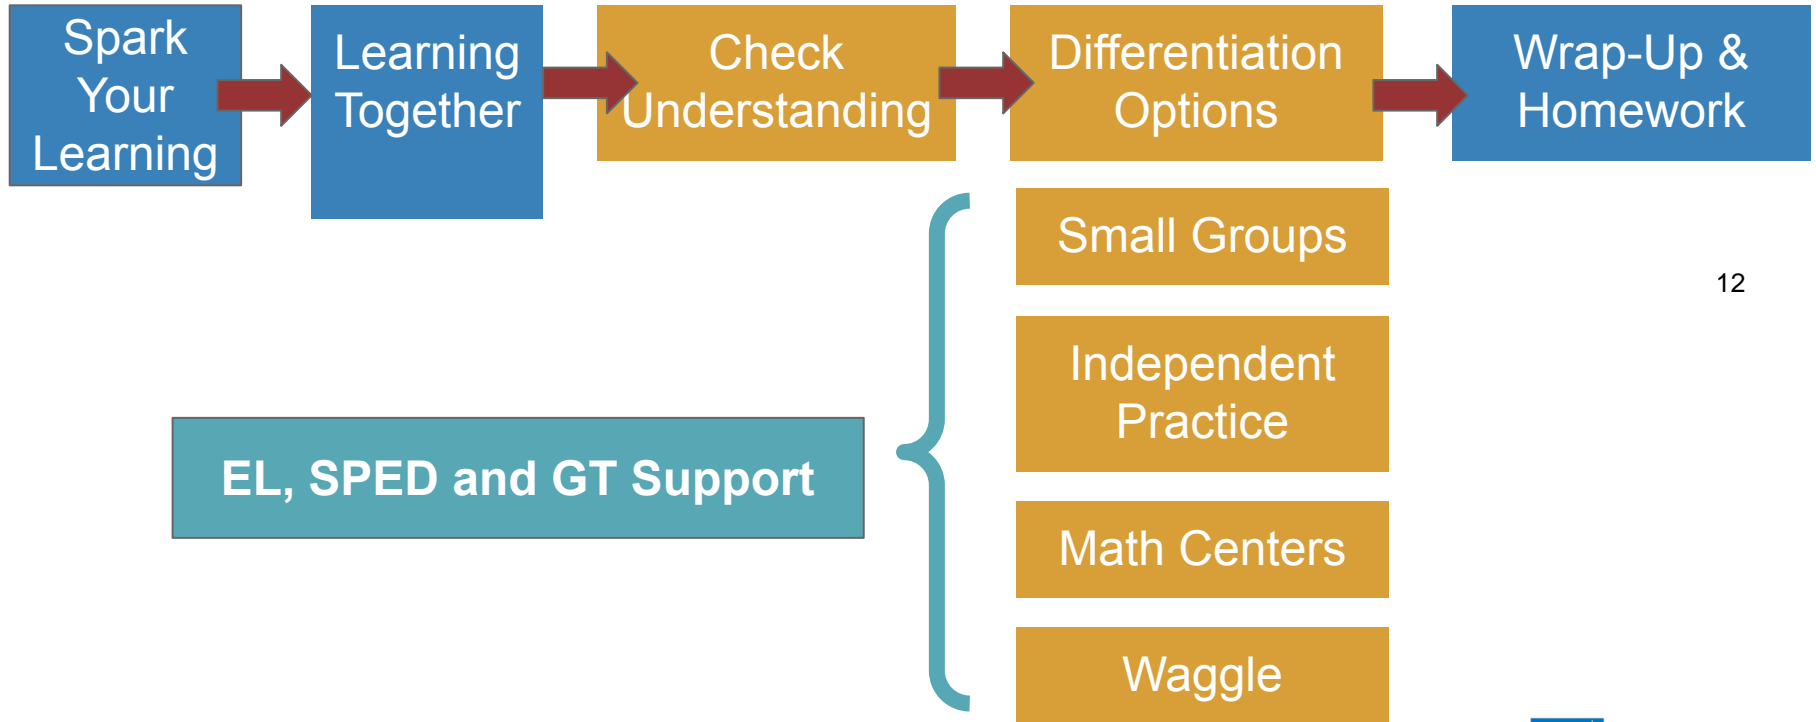 Spark
Your
Learning
Learning
Together
Check
Understanding
Differentiation
Options
Wrap-Up &
Homework
Small Groups
12
Independent
Practice
EL, SPED and GT Support
Math Centers
Waggle